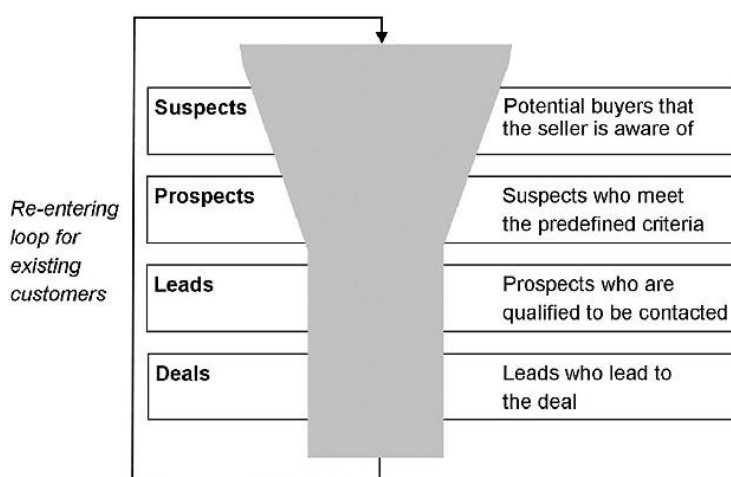 Suspects
Potential buyers that
the seller is aware of
Prospects
Suspects who meet
the predefined criteria
Re-entering
loop for
existing
customers
Leads
Prospects who are
qualified to be contacted
Deals
Leads who lead to
the deal